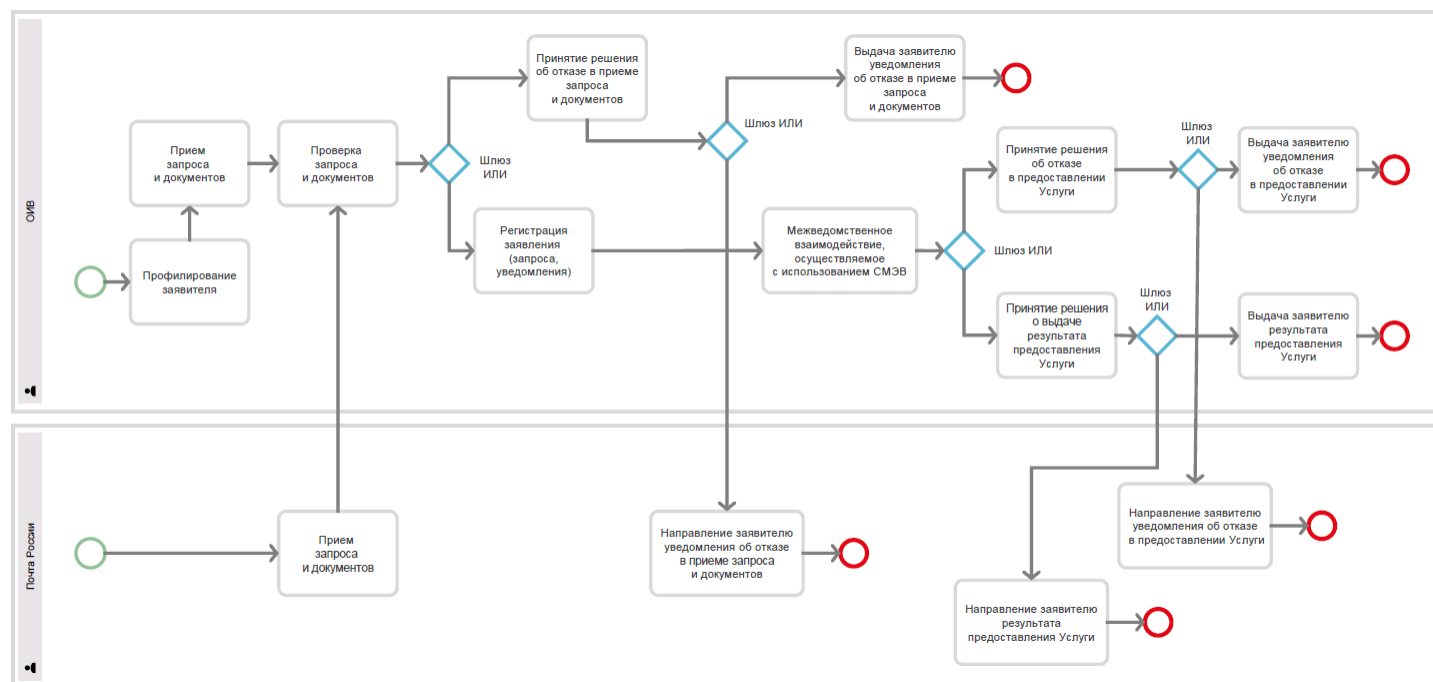 ОИВ
Профилирование
заявителя
Прием
запроса
и документов
Проверка
запроса
и документов
Шлюз
ИЛИ
Принятие решения
об отказе в приеме
запроса
и документов
Шлюз ИЛИ
Выдача заявителю
уведомления
об отказе в приеме
запроса
и документов
Регистрация
заявления
(запроса,
уведомления)
Межведомственное
взаимодействие,
осуществляемое
с использованием СМЭВ
Шлюз ИЛИ
Принятие решения
об отказе
в предоставлении
Услуги
Шлюз
ИЛИ
Выдача заявителю
уведомления
об отказе
в предоставлении
Услуги
Принятие решения
о выдаче
результата
предоставления
Услуги
Шлюз
ИЛИ
Выдача заявителю
результата
предоставления
Услуги
Почта России
Прием
запроса
и документов
Направление заявителю
уведомления об отказе
в приеме запроса
и документов
Направление заявителю
уведомления об отказе
в предоставлении Услуги
Направление заявителю
результата
предоставления Услуги